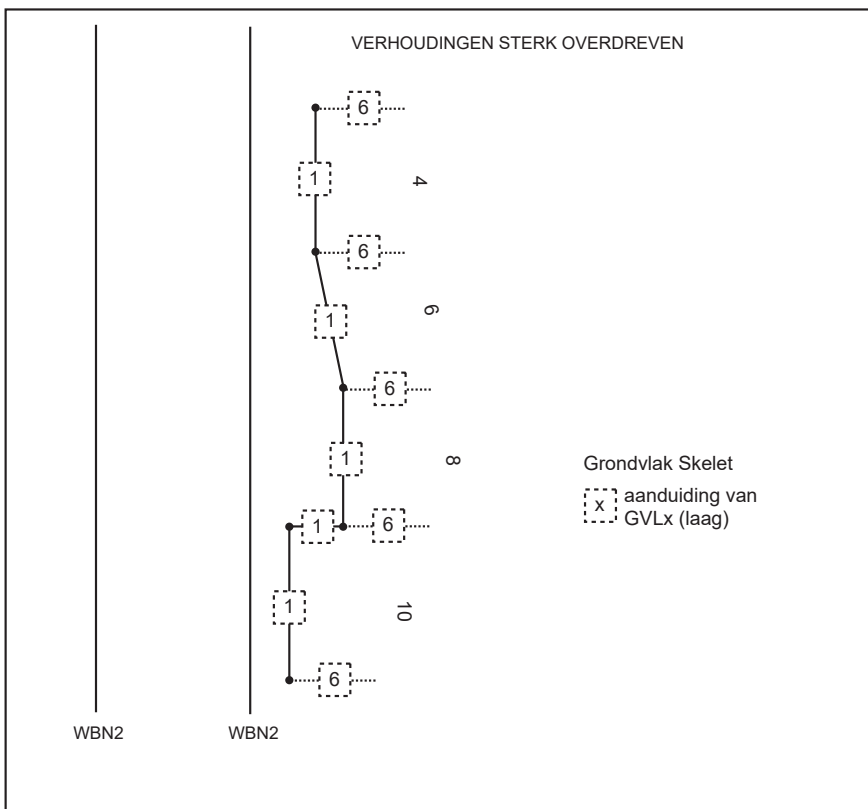 VERHOUDINGEN STERK OVERDREVEN
6
1
4
6
1
6
6
1
8
Grondvlak Skelet
x aanduiding van
GVLx (laag)
1
6
1
10
6
WBN2
WBN2